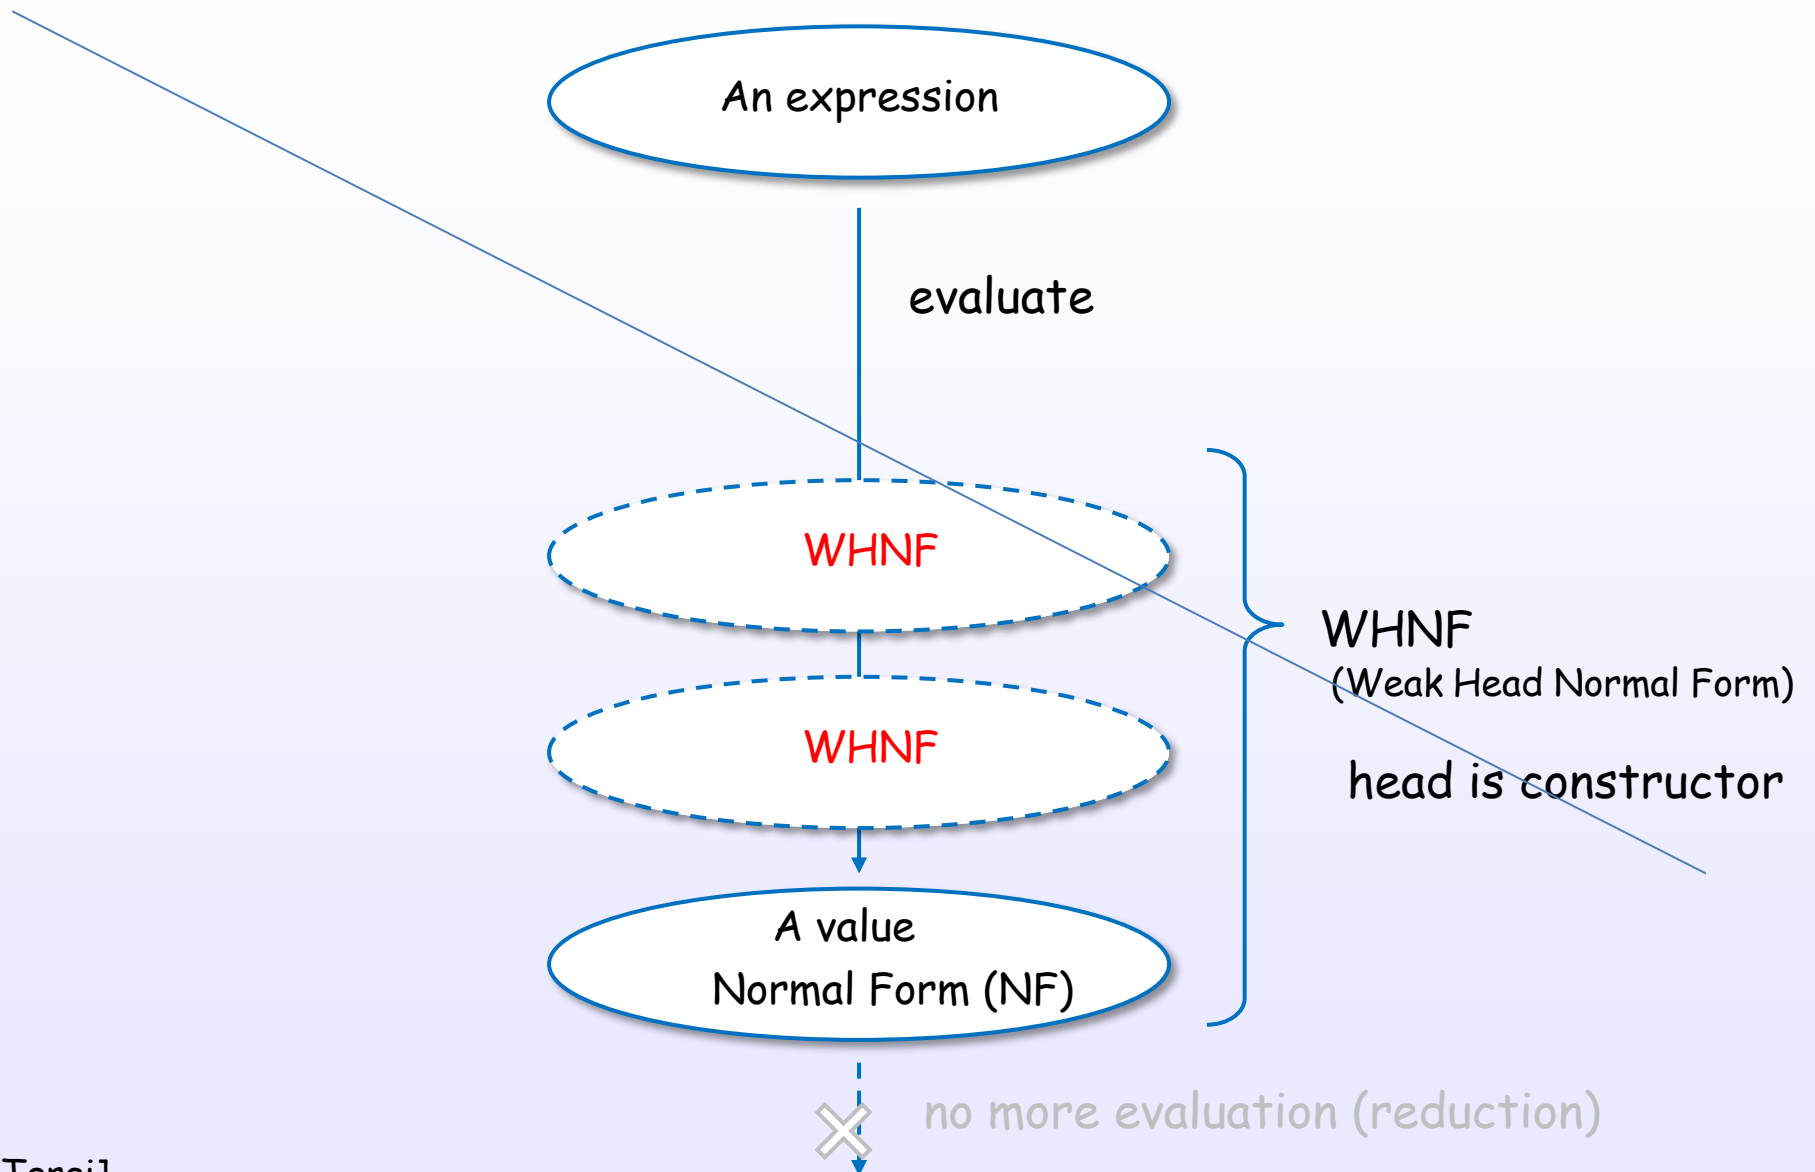 An expression
evaluate
WHNF
WHNF
(Weak Head Normal Form)
WHNF
head is constructor
A value
Normal Form (NF)
no more evaluation (reduction)